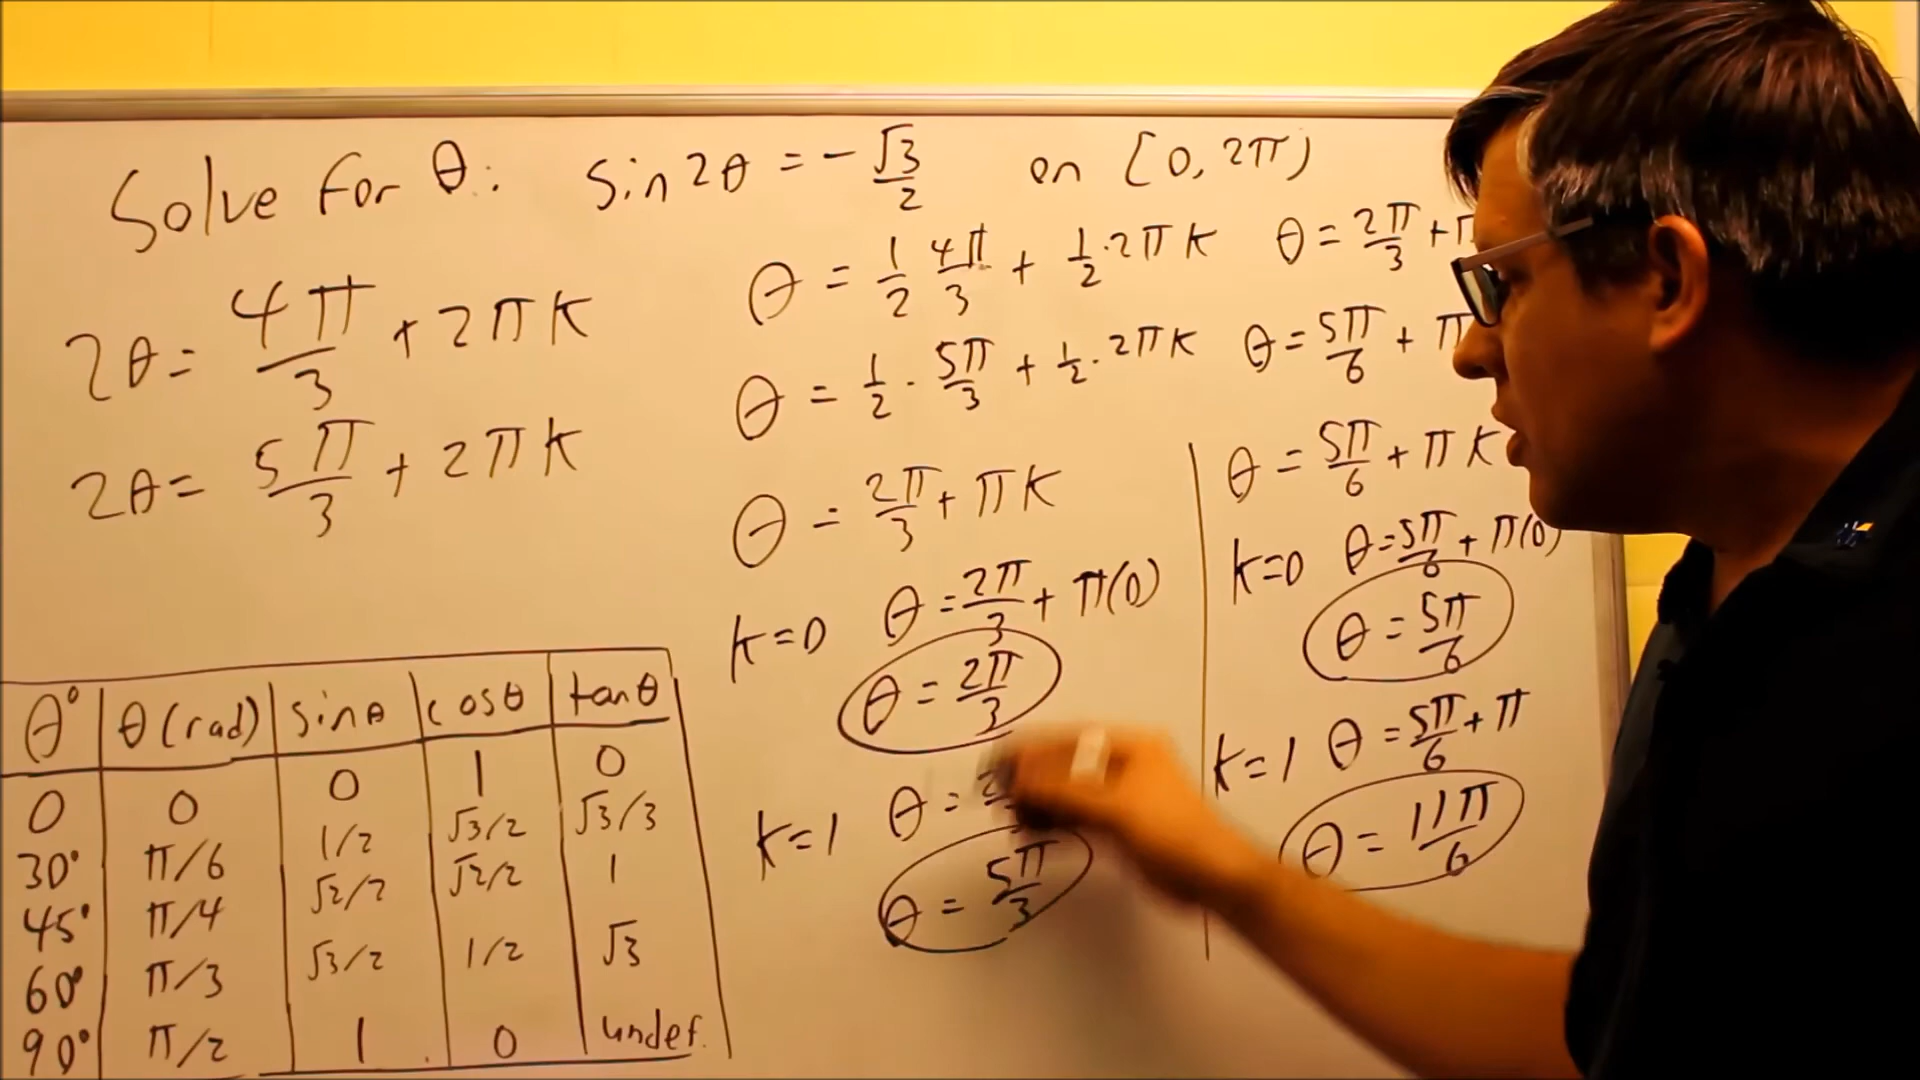 Solve for θ: sin2θ = -√3/2 on [0, 2π)
2θ = 4π/3 + 2πk
2θ = 5π/3 + 2πk
θ = 1/2 4π/3 + 1/2·2πk
θ = 1/2 · 5π/3 + 1/2·2πk
θ = 2π/3 +
θ = 5π/6 + π
θ = 2π/3 + πk
k=0 θ = 2π/3 + π(0)
θ = 2π/3
k=1 θ =
θ = 5π/3
θ = 5π/6 + πk
k=0 θ = 5π/6 + π(0)
θ = 5π/6
k=1 θ = 5π/6 + π
θ = 11π/6
θ° θ(rad) sinθ cosθ tanθ
0 0 0 1 0
30° π/6 1/2 √3/2 √3/3
45° π/4 √2/2 √2/2 1
60° π/3 √3/2 1/2 √3
90° π/2 1 0 undef.